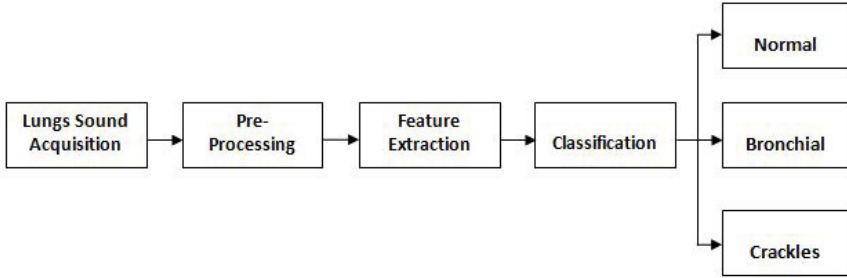 Normal
Lungs Sound
Acquisition
Pre-
Processing
Feature
Extraction
Classification
Bronchial
Crackles